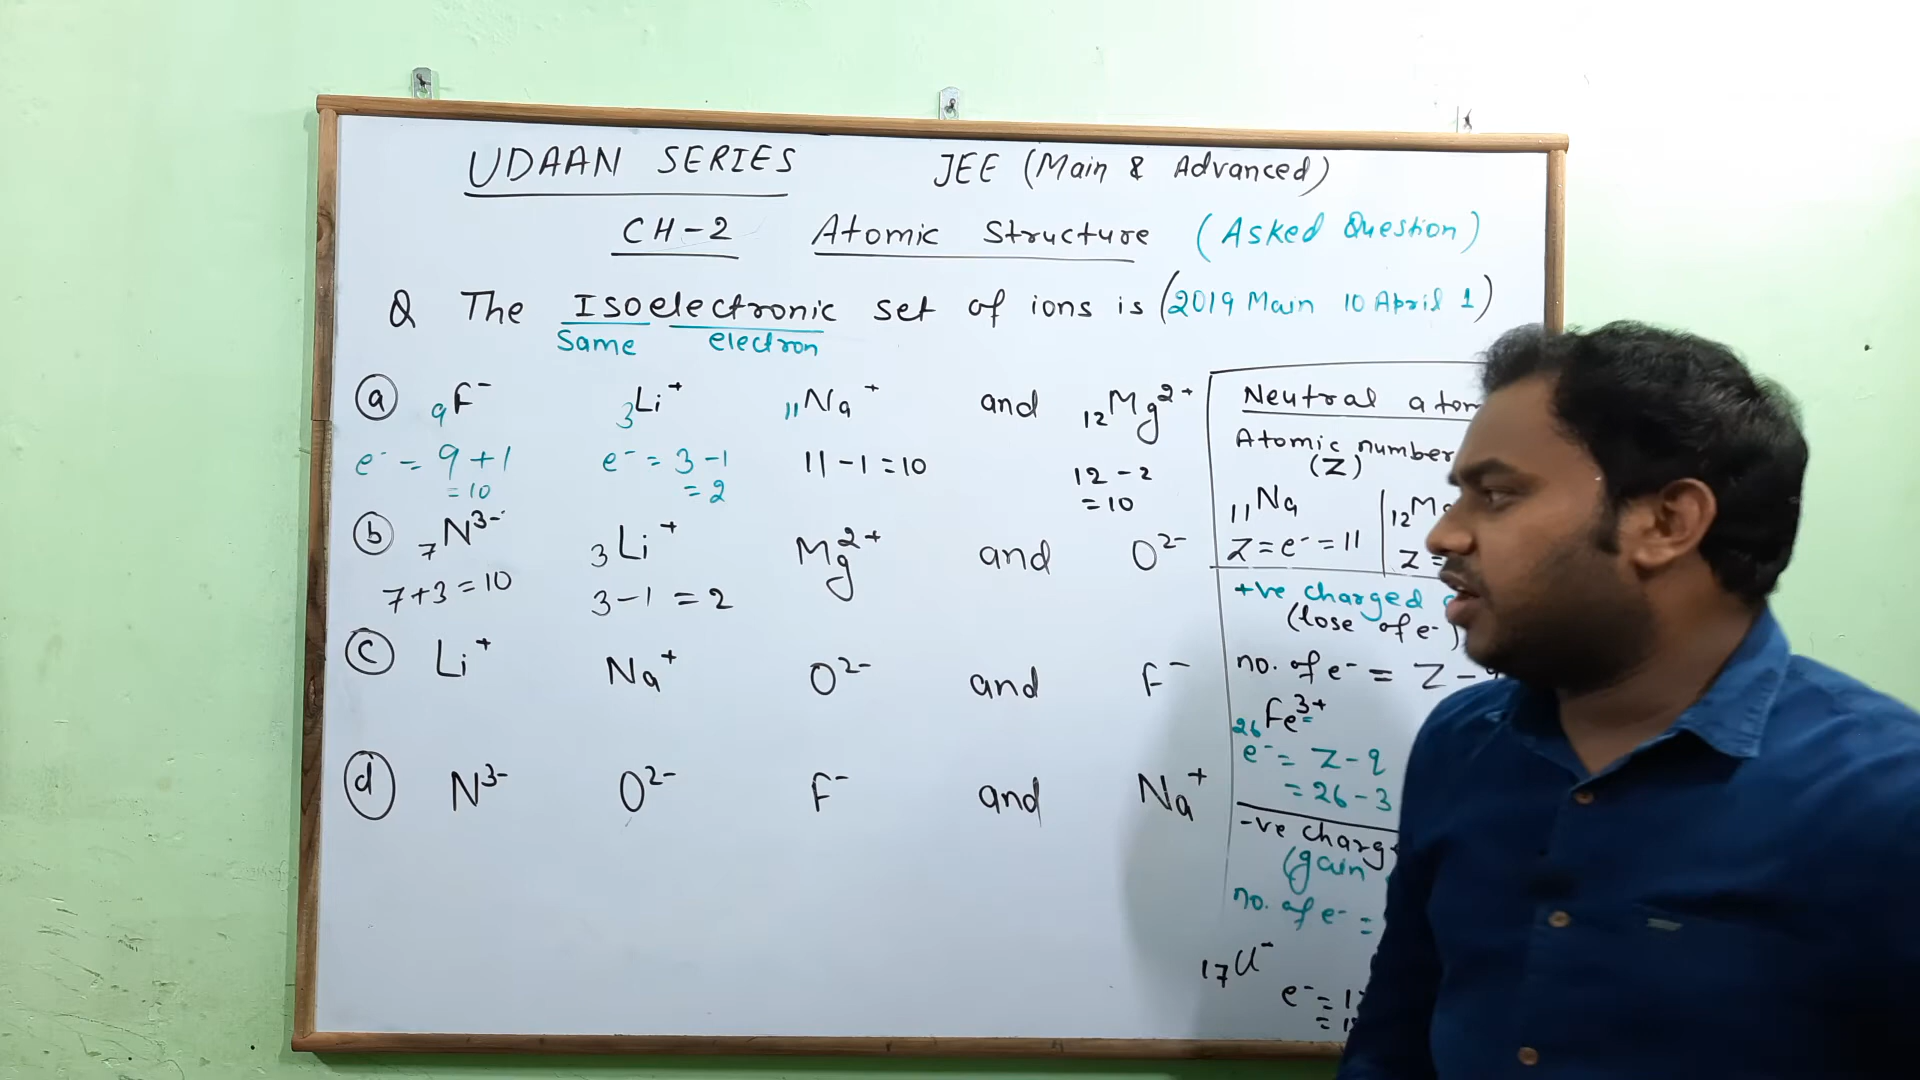 UDAAN SERIES JEE (Main & Advanced)
CH-2 Atomic Structure (Asked Question)
Q The Isoelectronic set of ions is (2019 Main 10 April 1)
Same electron
(a) ₉F⁻ ₃Li⁺ ₁₁Na⁺ and ₁₂Mg²⁺
e⁻ = 9+1 e⁻ = 3-1 11-1=10 12-2
=10 =2 =10
(b) ₇N³⁻ ₃Li⁺ Mg²⁺ and O²⁻
7+3=10 3-1=2
(c) Li⁺ Na⁺ O²⁻ and F⁻
(d) N³⁻ O²⁻ F⁻ and Na⁺
Neutral atom
Atomic number
(Z)
₁₁Na ₁₂Mg
Z=e⁻=11 Z=
+ve charged
(lose of e⁻)
no. of e⁻ = Z-
₂₆Fe³⁺
e⁻ = Z-q
=26-3
-ve charge
(gain
no. of e⁻ =
₁₇Cl⁻
e⁻=1
=1